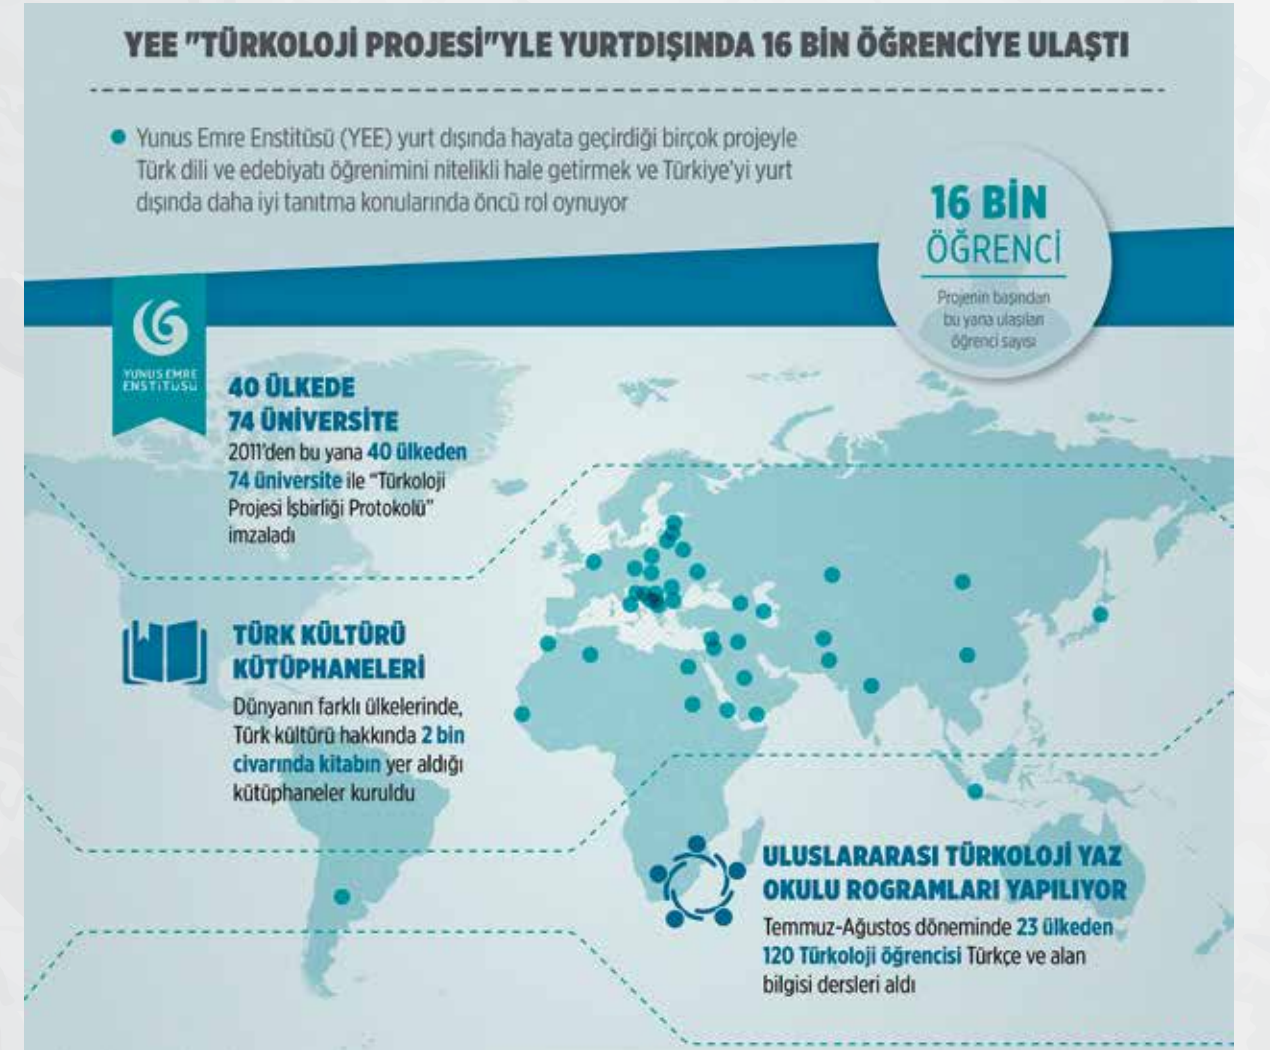 YEE "TÜRKOLOJİ PROJESİ"YLE YURTDIŞINDA 16 BİN ÖĞRENCİYE ULAŞTI
Yunus Emre Enstitüsü (YEE) yurt dışında hayata geçirdiği birçok projeyle
Türk dili ve edebiyatı öğrenimini nitelikli hale getirmek ve Türkiye'yi yurt
dışında daha iyi tanıtma konularında öncü rol oynuyor
16 BİN
ÖĞRENCİ
Projenin başından
bu yana ulaşılan
öğrenci sayısı
YUNUS EMRE
ENSTİTÜSÜ
40 ÜLKEDE
74 ÜNİVERSİTE
2011'den bu yana 40 ülkeden
74 üniversite ile “Türkoloji
Projesi İşbirliği Protokolü”
imzaladı
TÜRK KÜLTÜRÜ
KÜTÜPHANELERİ
Dünyanın farklı ülkelerinde,
Türk kültürü hakkında 2 bin
civarında kitabın yer aldığı
kütüphaneler kuruldu
ULUSLARARASI TÜRKOLOJİ YAZ
OKULU ROGRAMLARI YAPILIYOR
Temmuz-Ağustos döneminde 23 ülkeden
120 Türkoloji öğrencisi Türkçe ve alan
bilgisi dersleri aldı